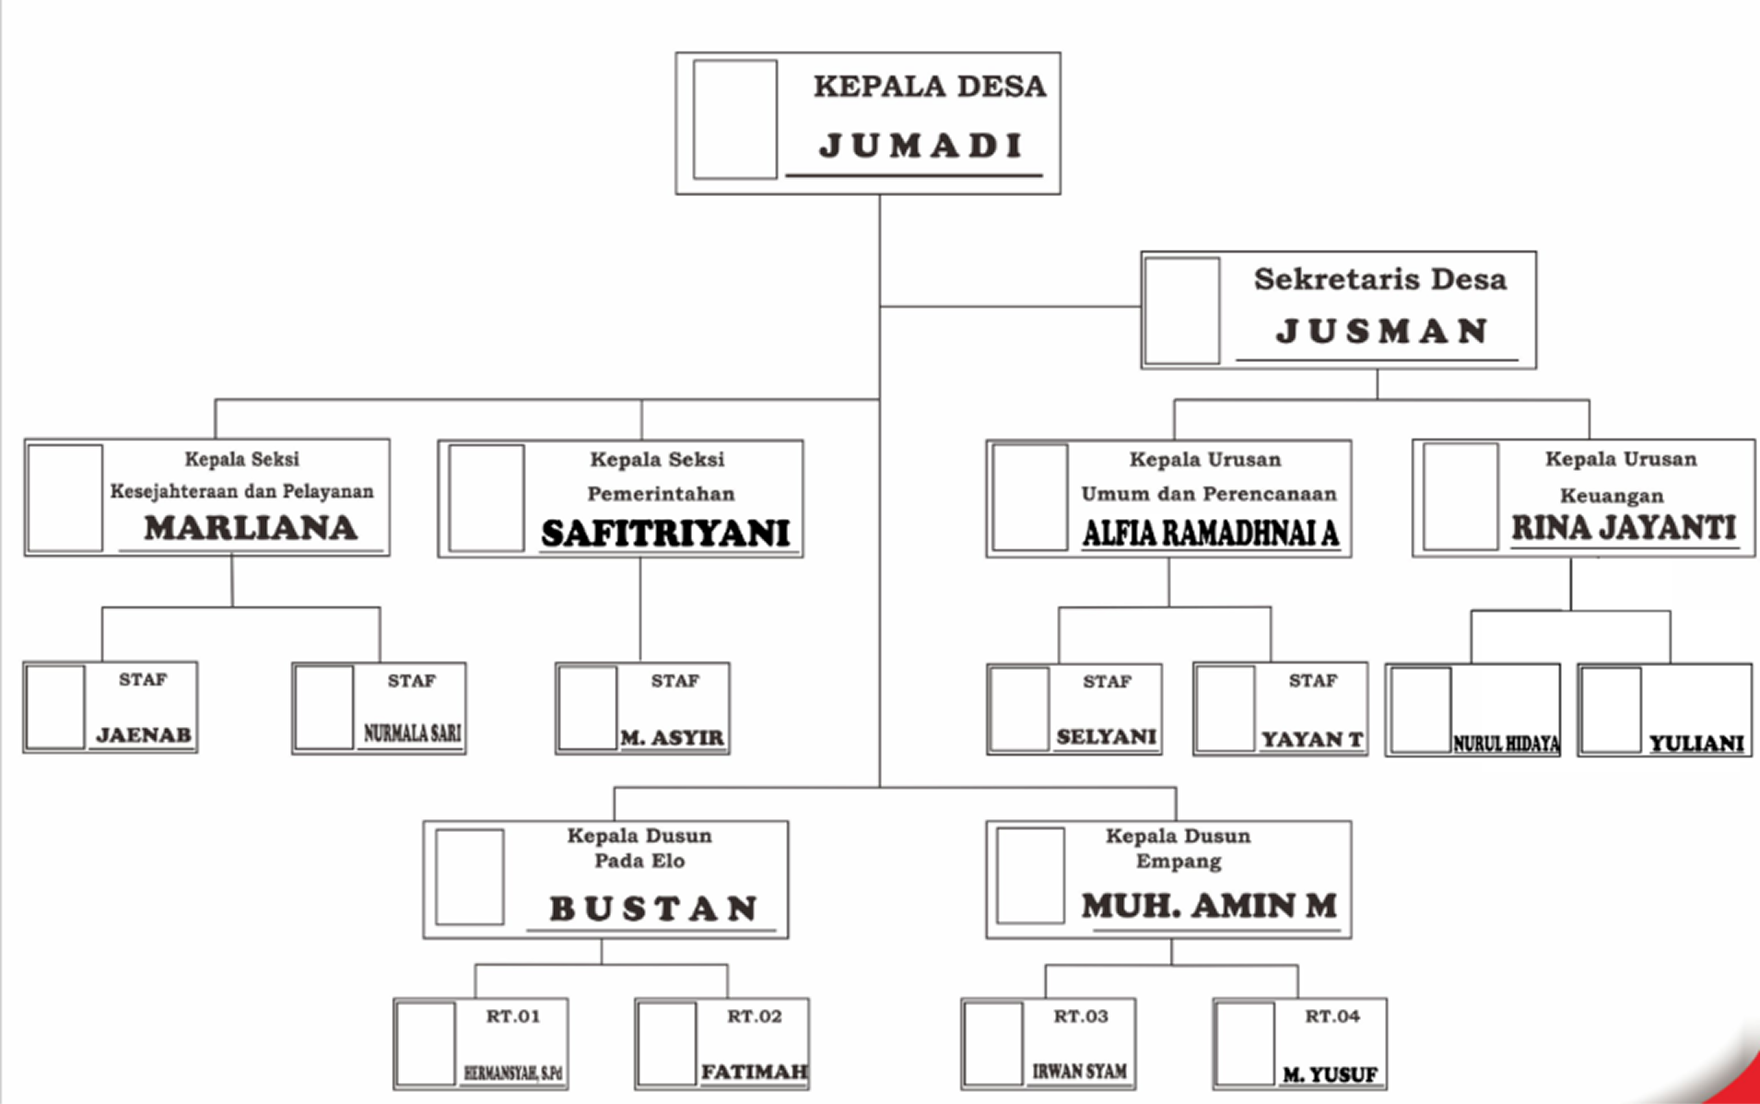 KEPALA DESA
JUMADI
Sekretaris Desa
JUSMAN
Kepala Seksi
Kesejahteraan dan Pelayanan
MARLIANA
Kepala Seksi
Pemerintahan
SAFITRIYANI
Kepala Urusan
Umum dan Perencanaan
ALFIA RAMADHNAI A
Kepala Urusan
Keuangan
RINA JAYANTI
STAF
JAENAB
STAF
NURMALA SARI
STAF
M. ASYIR
STAF
SELYANI
STAF
YAYAN T
NURUL HIDAYA
YULIANI
Kepala Dusun
Pada Elo
BUSTAN
Kepala Dusun
Empang
MUH. AMIN M
RT.01
HERMANSYAH, S.Pd
RT.02
FATIMAH
RT.03
IRWAN SYAM
RT.04
M. YUSUF